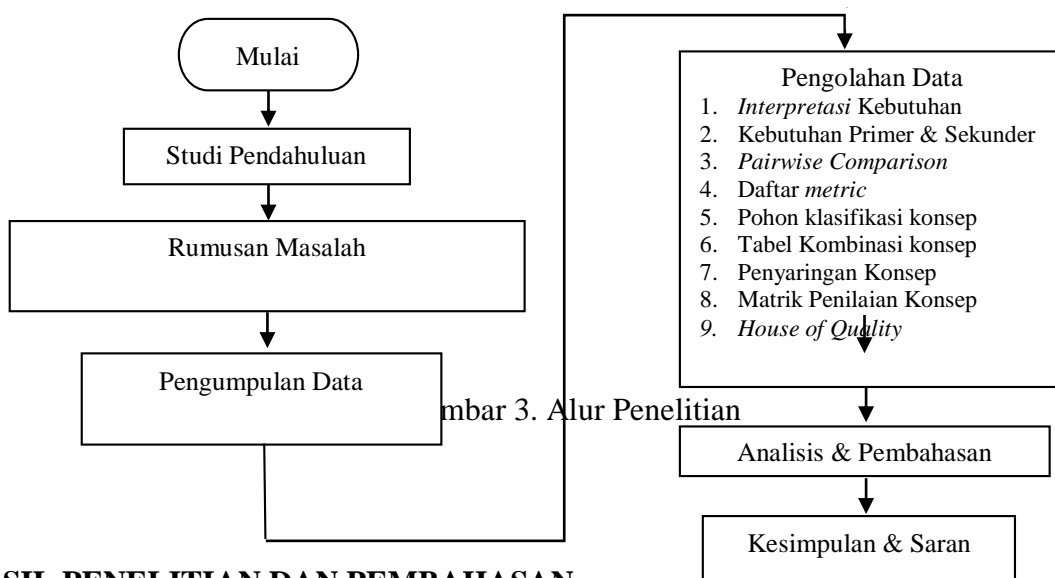 Mulai
Studi Pendahuluan
Rumusan Masalah
Pengumpulan Data
Pengolahan Data
1. Interpretasi Kebutuhan
2. Kebutuhan Primer & Sekunder
3. Pairwise Comparison
4. Daftar metric
5. Pohon klasifikasi konsep
6. Tabel Kombinasi konsep
7. Penyaringan Konsep
8. Matrik Penilaian Konsep
9. House of Quality
Analisis & Pembahasan
Kesimpulan & Saran
mbar 3. Alur Penelitian
SIL PENELITIAN DAN PEMBAHASAN